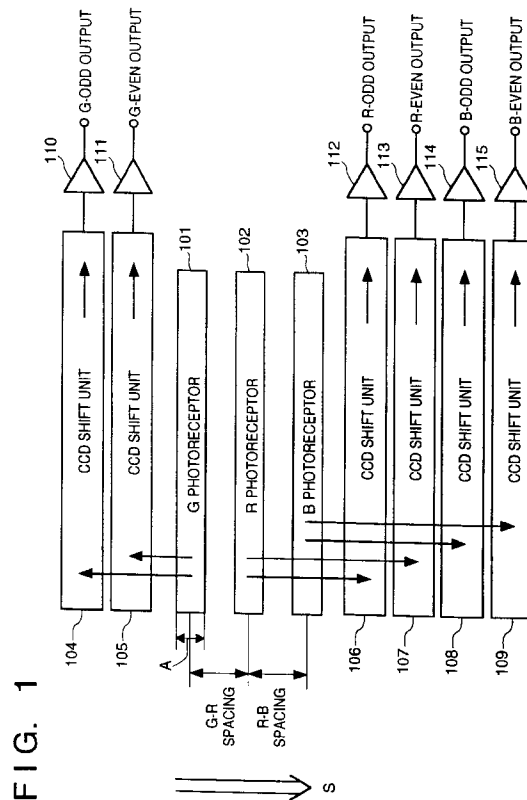 FIG. 1
104
CCD SHIFT UNIT
110
G-ODD OUTPUT
105
CCD SHIFT UNIT
111
G-EVEN OUTPUT
A
G PHOTORECEPTOR
101
G-R
SPACING
R PHOTORECEPTOR
102
R-B
SPACING
B PHOTORECEPTOR
103
S
106
CCD SHIFT UNIT
112
R-ODD OUTPUT
107
CCD SHIFT UNIT
113
R-EVEN OUTPUT
108
CCD SHIFT UNIT
114
B-ODD OUTPUT
109
CCD SHIFT UNIT
115
B-EVEN OUTPUT